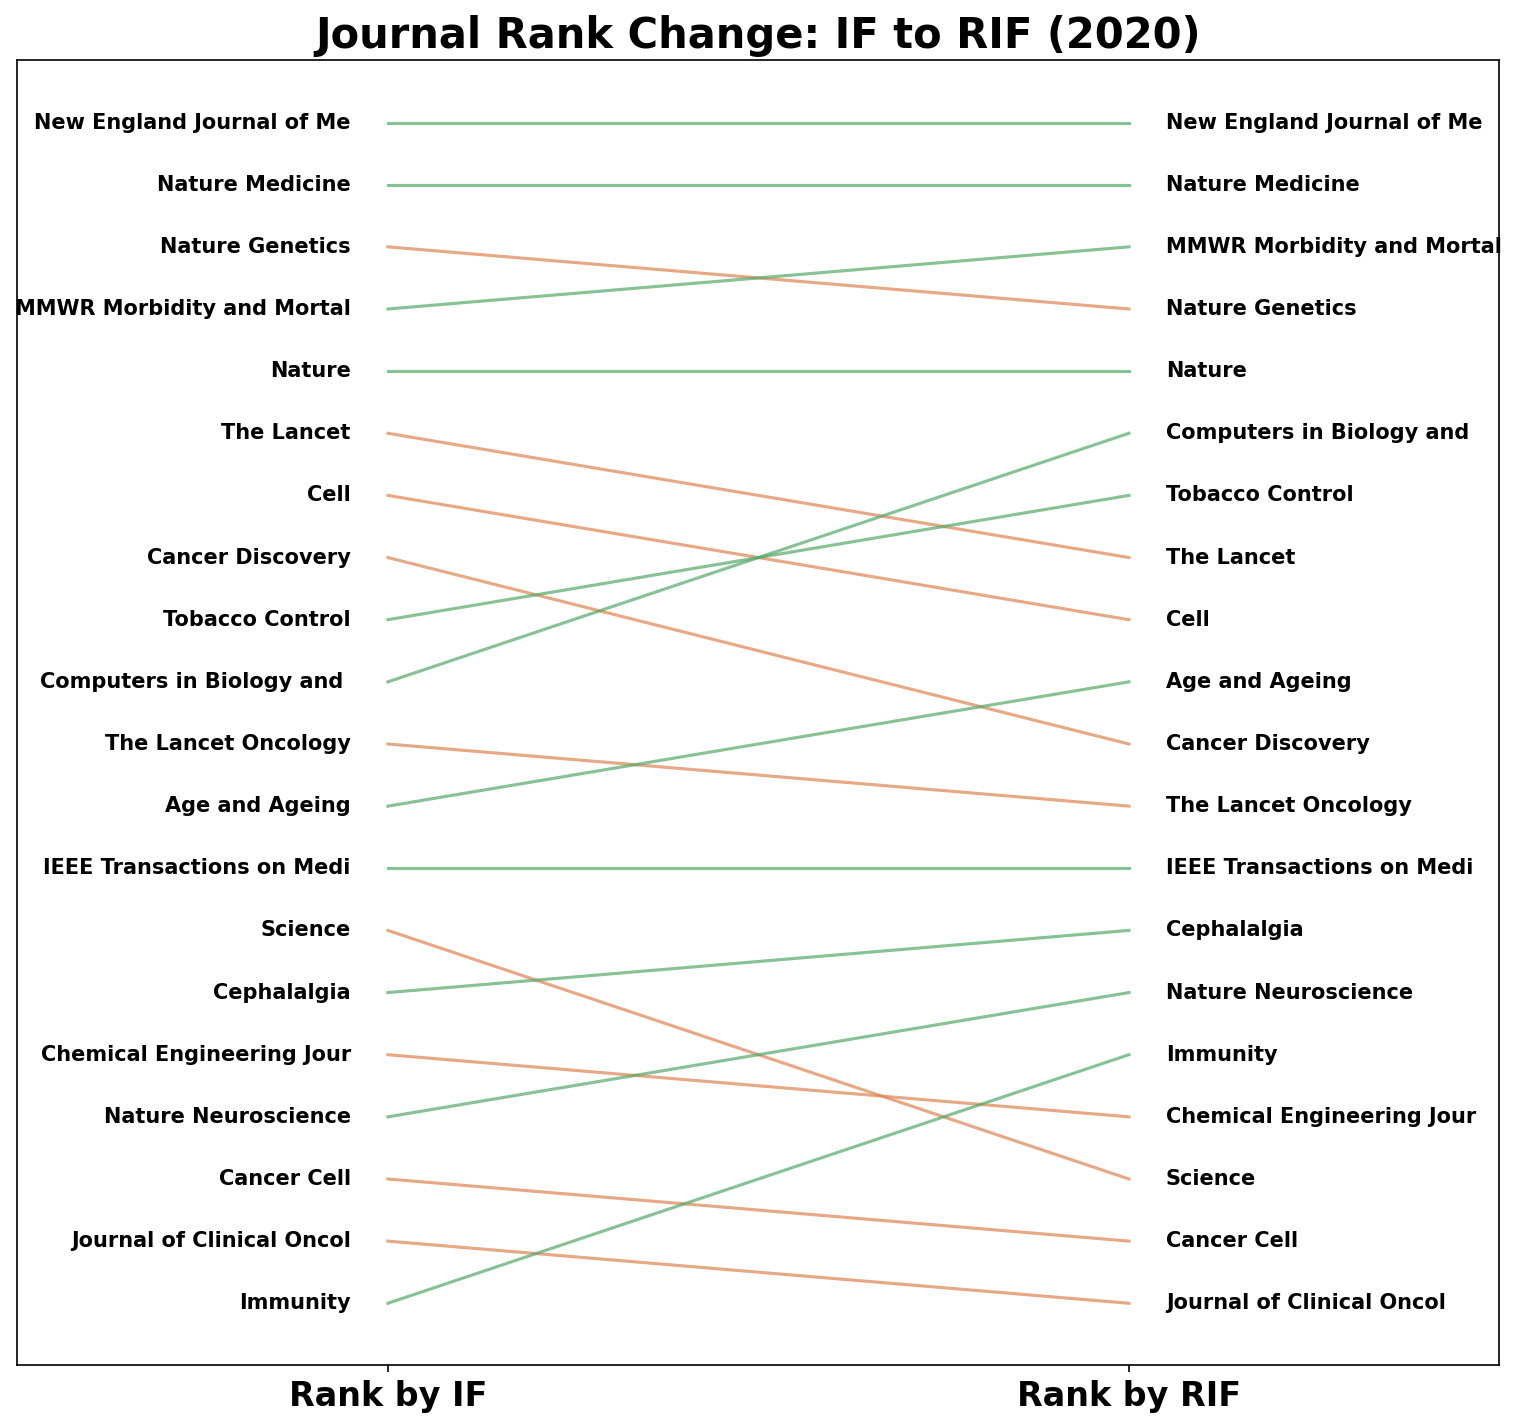 Journal Rank Change: IF to RIF (2020)
New England Journal of Me
New England Journal of Me
Nature Medicine
Nature Medicine
Nature Genetics
MMWR Morbidity and Mortal
MMWR Morbidity and Mortal
Nature Genetics
Nature
Nature
The Lancet
Computers in Biology and
Cell
Tobacco Control
Cancer Discovery
The Lancet
Tobacco Control
Cell
Computers in Biology and
Age and Ageing
The Lancet Oncology
Cancer Discovery
Age and Ageing
The Lancet Oncology
IEEE Transactions on Medi
IEEE Transactions on Medi
Science
Cephalalgia
Cephalalgia
Nature Neuroscience
Chemical Engineering Jour
Immunity
Nature Neuroscience
Chemical Engineering Jour
Cancer Cell
Science
Journal of Clinical Oncol
Cancer Cell
Immunity
Journal of Clinical Oncol
Rank by IF
Rank by RIF